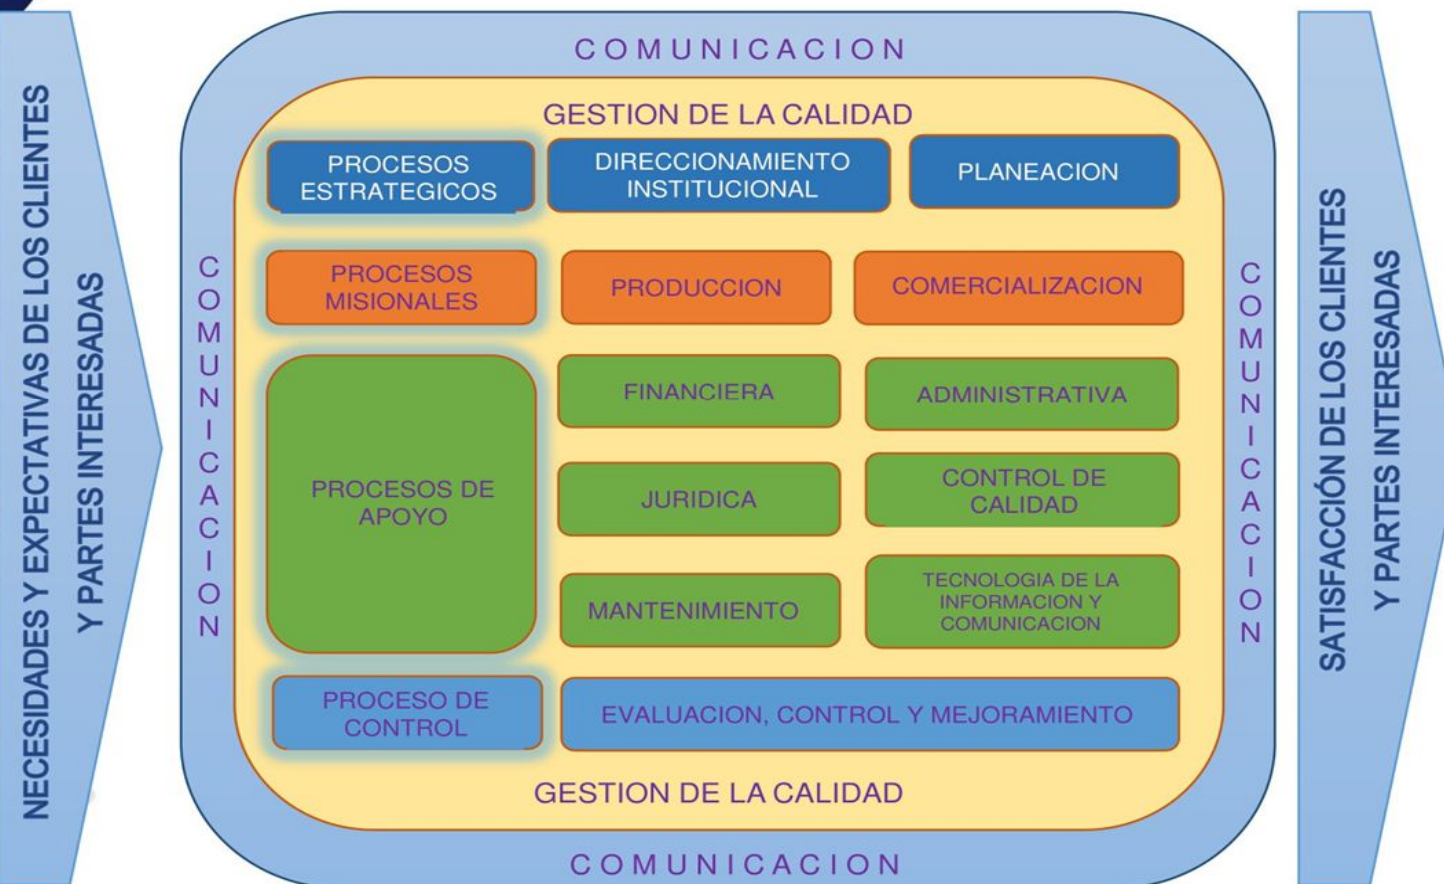 NECESIDADES Y EXPECTATIVAS DE LOS CLIENTES
Y PARTES INTERESADAS
COMUNICACION
COMUNICACION
GESTION DE LA CALIDAD
PROCESOS
ESTRATEGICOS
DIRECCIONAMIENTO
INSTITUCIONAL
PLANEACION
PROCESOS
MISIONALES
PRODUCCION
COMERCIALIZACION
PROCESOS DE
APOYO
FINANCIERA
ADMINISTRATIVA
JURIDICA
CONTROL DE
CALIDAD
MANTENIMIENTO
TECNOLOGIA DE LA
INFORMACION Y
COMUNICACION
PROCESO DE
CONTROL
EVALUACION, CONTROL Y MEJORAMIENTO
GESTION DE LA CALIDAD
COMUNICACION
COMUNICACION
SATISFACCIÓN DE LOS CLIENTES
Y PARTES INTERESADAS